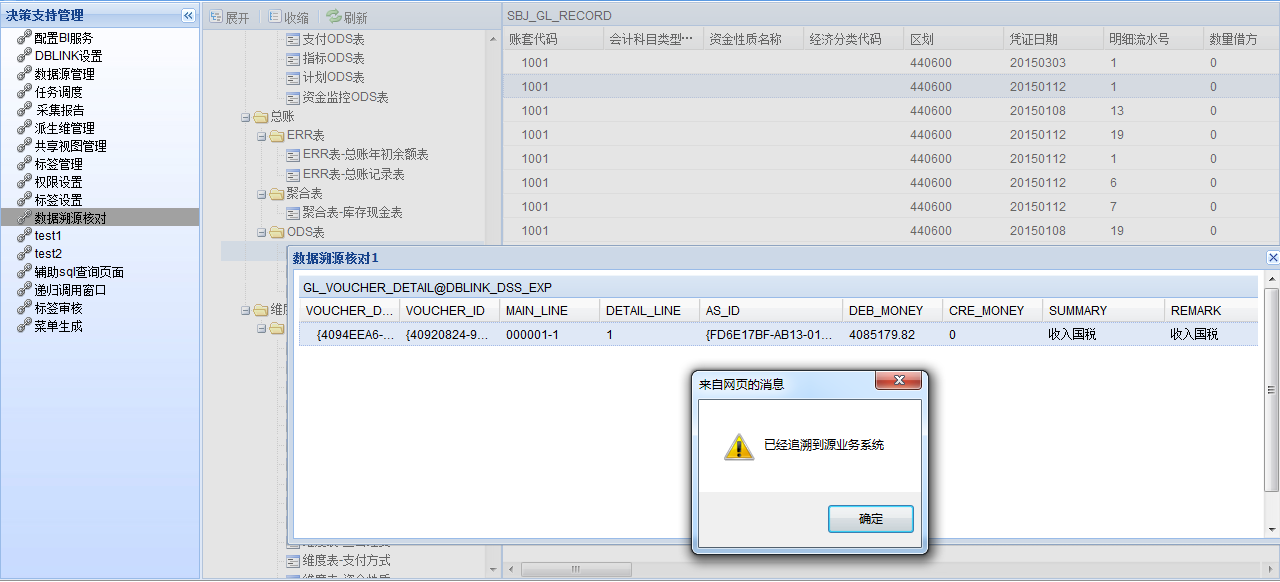 决策支持管理
配置BI服务
DBLINK设置
数据源管理
任务调度
采集报告
派生维管理
共享视图管理
标签管理
权限设置
标签设置
数据溯源核对
test1
test2
辅助sql查询页面
递归调用窗口
标签审核
菜单生成
展开 收缩 刷新
支付ODS表
指标ODS表
计划ODS表
资金监控ODS表
总账
ERR表
ERR表-总账年初余额表
ERR表-总账记录表
聚合表
聚合表-库存现金表
ODS表
维度表-支付方式
SBJ_GL_RECORD
账套代码 会计科目类型… 资金性质名称 经济分类代码 区划 凭证日期 明细流水号 数量借方
1001 440600 20150303 1 0
1001 440600 20150112 1 0
1001 440600 20150108 13 0
1001 440600 20150112 19 0
1001 440600 20150112 1 0
1001 440600 20150112 6 0
1001 440600 20150112 7 0
1001 440600 20150108 19 0
数据溯源核对1
GL_VOUCHER_DETAIL@DBLINK_DSS_EXP
VOUCHER_D... VOUCHER_ID MAIN_LINE DETAIL_LINE AS_ID DEB_MONEY CRE_MONEY SUMMARY REMARK
{4094EEA6-... {40920824-9... 000001-1 1 {FD6E17BF-AB13-01... 4085179.82 0 收入国税 收入国税
来自网页的消息
已经追溯到源业务系统
确定